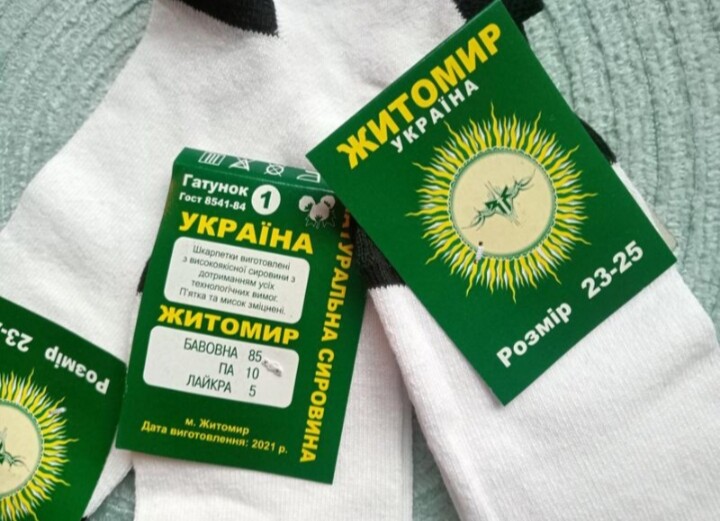 ЖИТОМИР
УКРАЇНА
Розмір 23-25
Гатунок 1
Гост 8541-84
УКРАЇНА
Шкарпетки виготовлені
з високоякісної сировини з
дотриманням усіх
технологічних вимог.
П'ятка та мисок зміцнені.
ЖИТОМИР
БАВОВНА 85
ПА 10
ЛАЙКРА 5
м. Житомир
Дата виготовлення: 2021 р.
НАТУРАЛЬНА СИРОВИНА
Розмір 23-